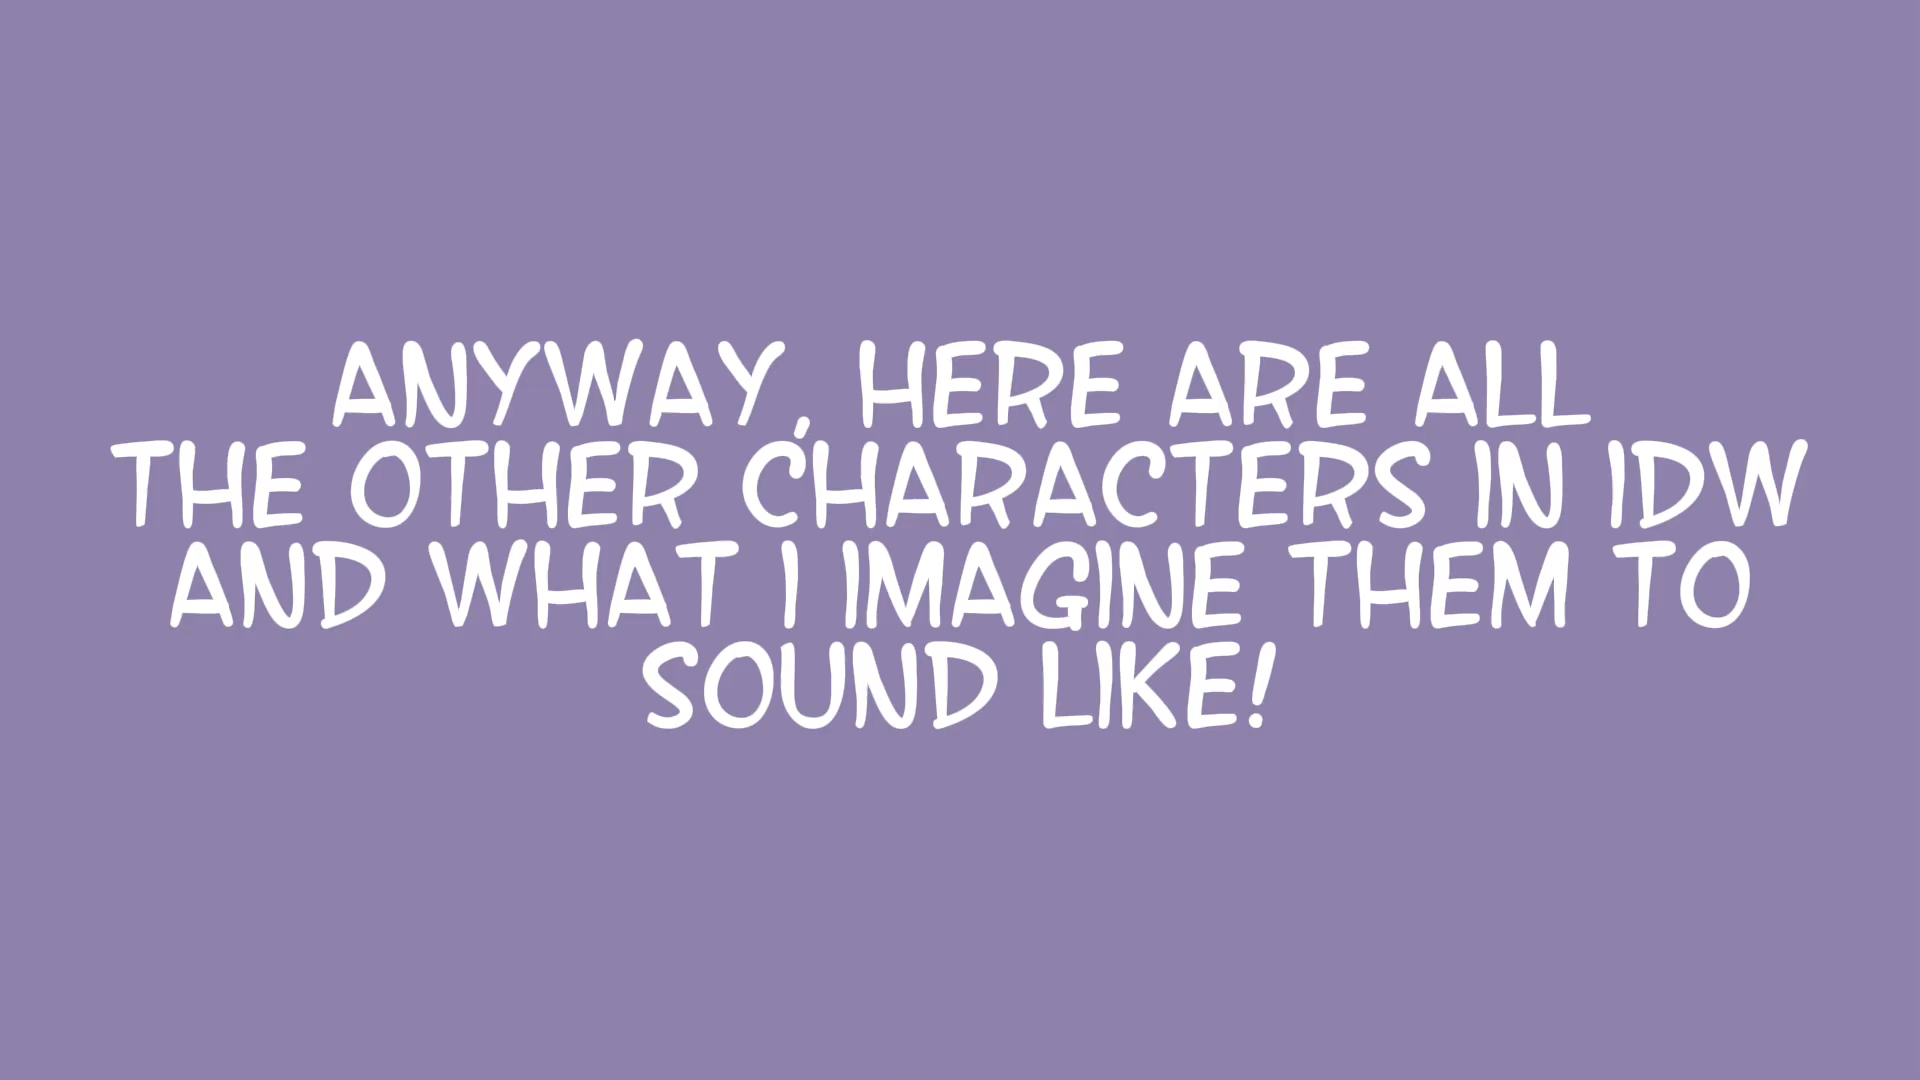 ANYWAY, HERE ARE ALL
THE OTHER CHARACTERS IN IDW
AND WHAT I IMAGINE THEM TO
SOUND LIKE!